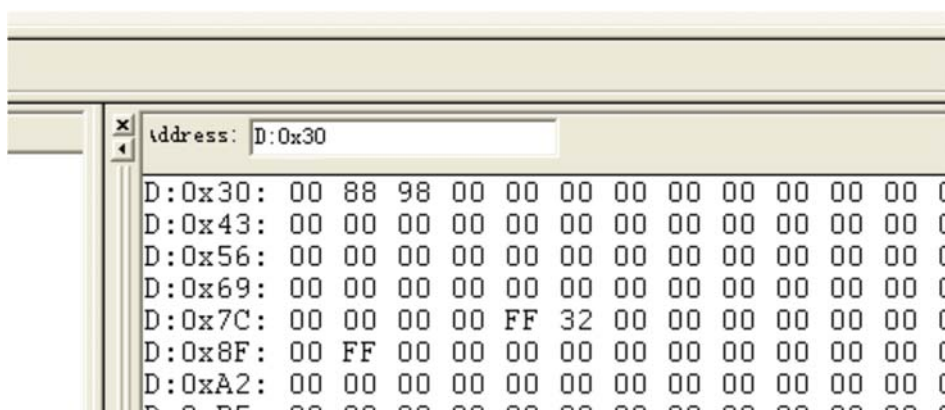 Address: D:0x30
D:0x30: 00 88 98 00 00 00 00 00 00 00 00 00
D:0x43: 00 00 00 00 00 00 00 00 00 00 00 00
D:0x56: 00 00 00 00 00 00 00 00 00 00 00 00
D:0x69: 00 00 00 00 00 00 00 00 00 00 00 00
D:0x7C: 00 00 00 00 FF 32 00 00 00 00 00 00
D:0x8F: 00 FF 00 00 00 00 00 00 00 00 00 00
D:0xA2: 00 00 00 00 00 00 00 00 00 00 00 00